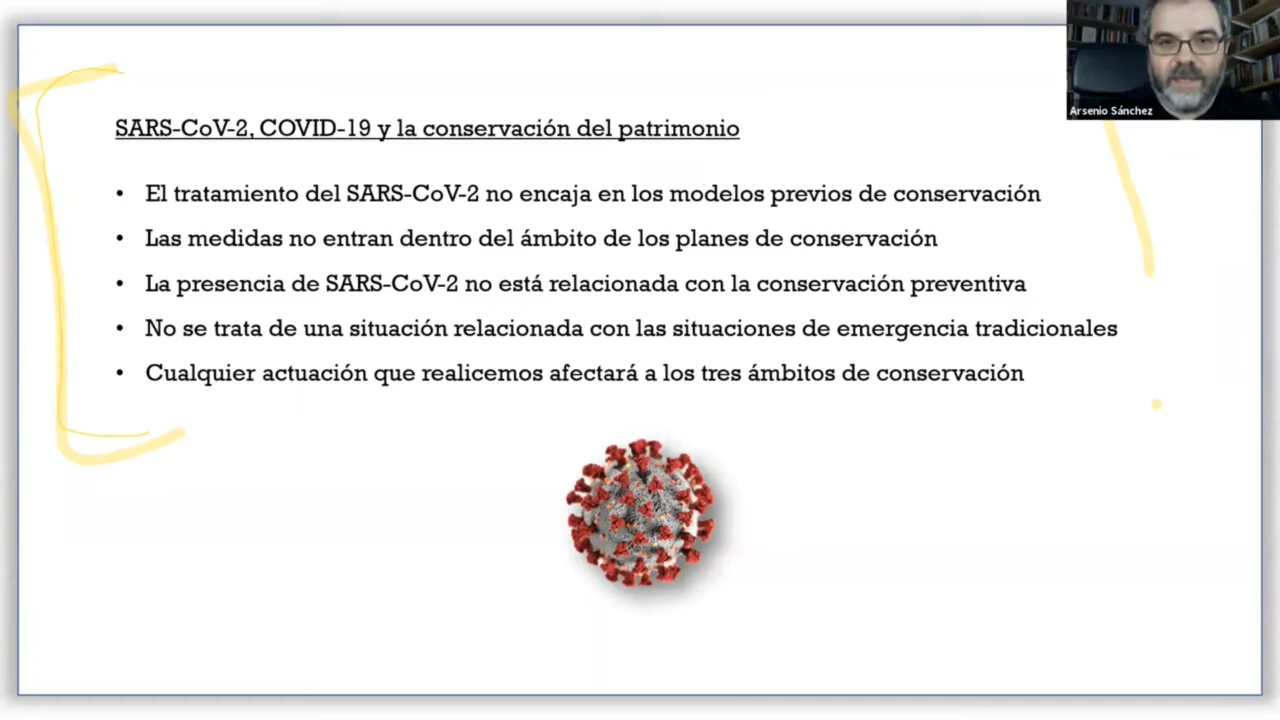 Arsenio Sánchez
SARS-CoV-2, COVID-19 y la conservación del patrimonio
• El tratamiento del SARS-CoV-2 no encaja en los modelos previos de conservación
• Las medidas no entran dentro del ámbito de los planes de conservación
• La presencia de SARS-CoV-2 no está relacionada con la conservación preventiva
• No se trata de una situación relacionada con las situaciones de emergencia tradicionales
• Cualquier actuación que realicemos afectará a los tres ámbitos de conservación